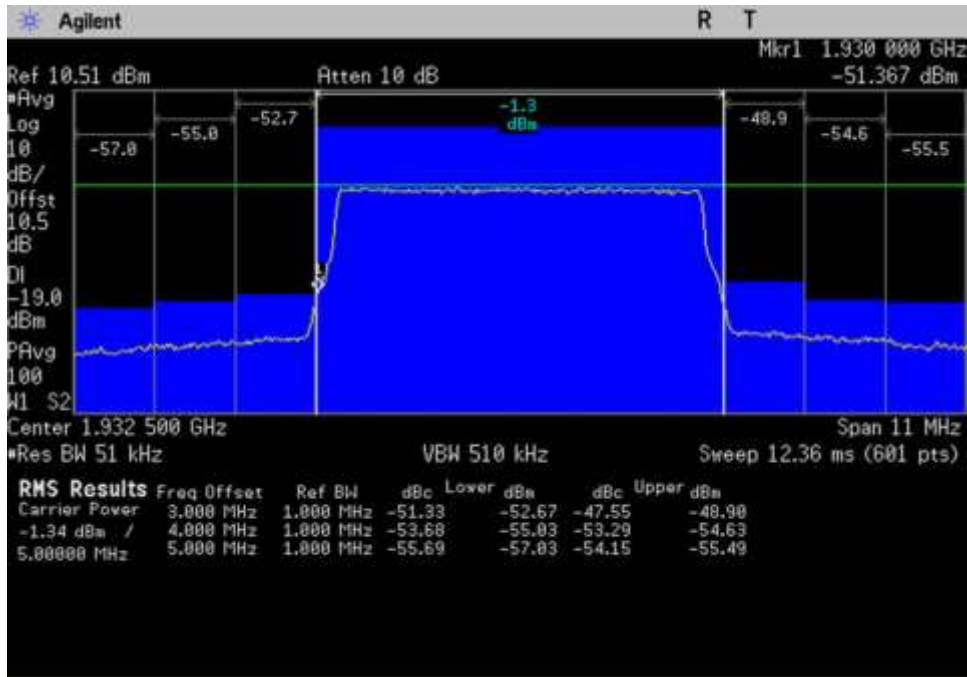 Agilent R T
Mkr1 1.930 000 GHz
Ref 10.51 dBm Atten 10 dB -51.367 dBm
#Avg
Log
10
dB/
Offst
10.5
dB
DI
-19.0
dBm
PAvg
100
W1 S2
-57.0 -55.0 -52.7 -1.3 dBm -48.9 -54.6 -55.5
1
Center 1.932 500 GHz Span 11 MHz
#Res BW 51 kHz VBW 510 kHz Sweep 12.36 ms (601 pts)
RMS Results Freq Offset Ref BW dBc Lower dBm dBc Upper dBm
Carrier Power 3.000 MHz 1.000 MHz -51.33 -52.67 -47.55 -48.90
-1.34 dBm / 4.000 MHz 1.000 MHz -53.68 -55.03 -53.29 -54.63
5.00000 MHz 5.000 MHz 1.000 MHz -55.69 -57.03 -54.15 -55.49